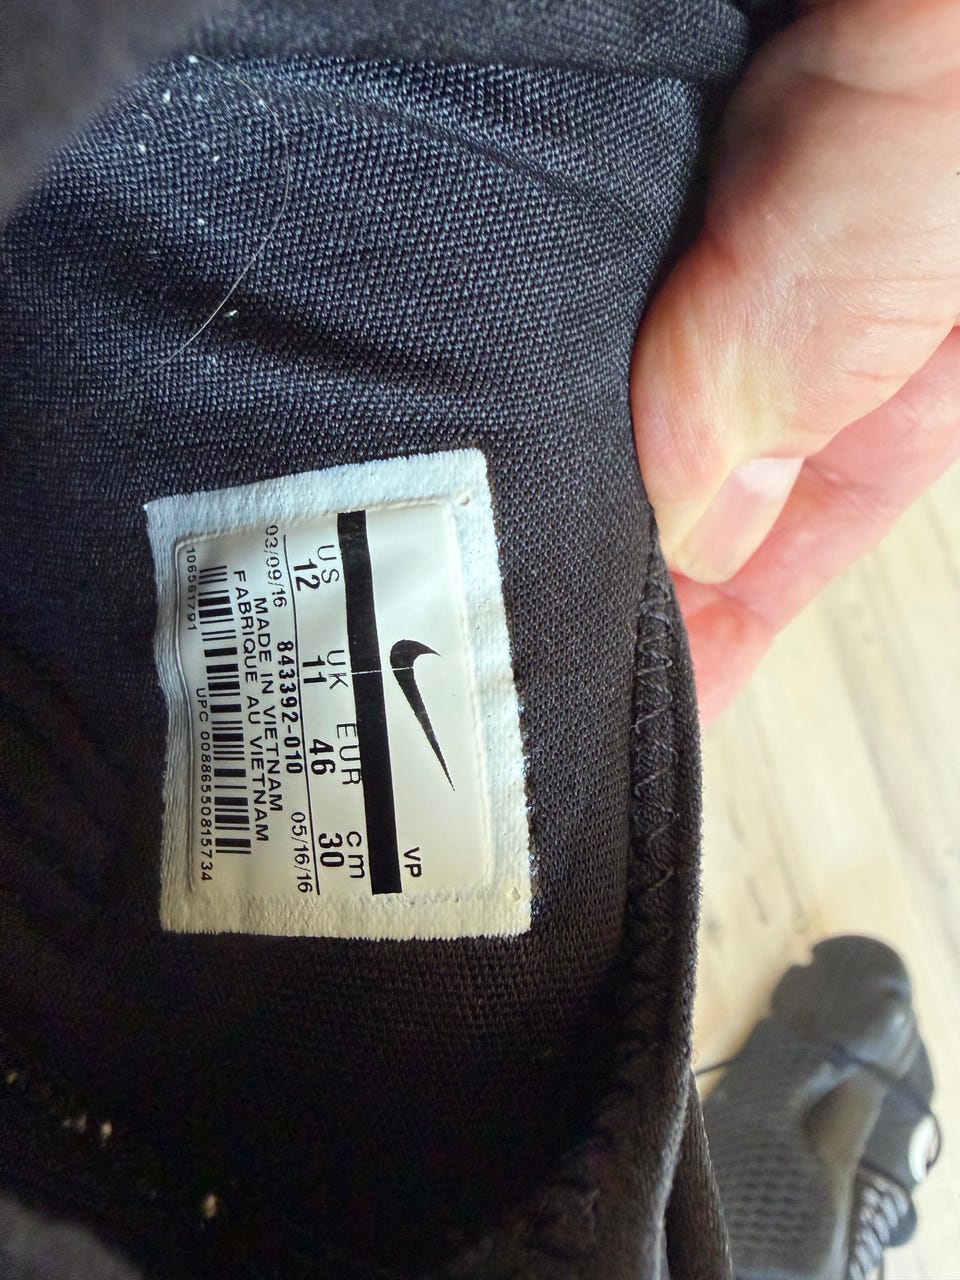 VP
US UK EUR cm
12 11 46 30
03/09/16 843392-010 05/16/16
MADE IN VIETNAM
FABRIQUE AU VIETNAM
106561791 UPC 00886550815734